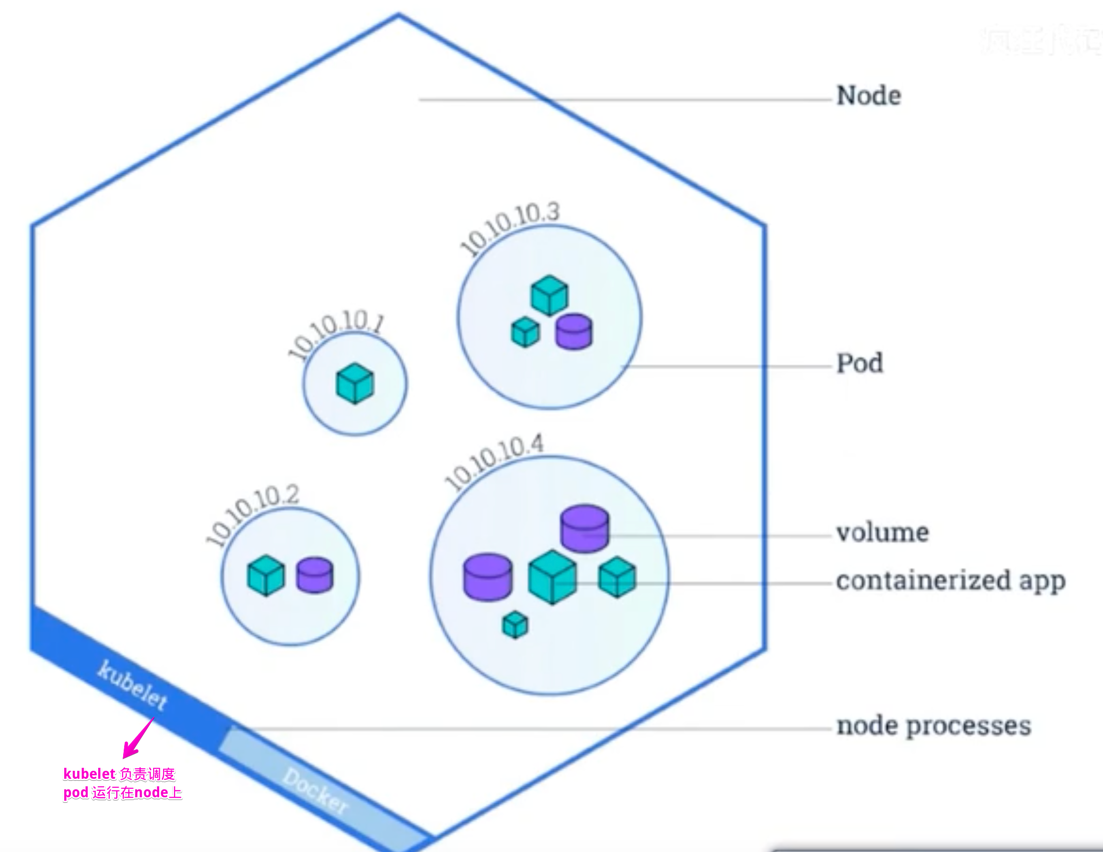 Node
10.10.10.3
10.10.10.1
Pod
10.10.10.4
10.10.10.2
volume
containerized app
kubelet
node processes
kubelet 负责调度
pod 运行在node上
Docker